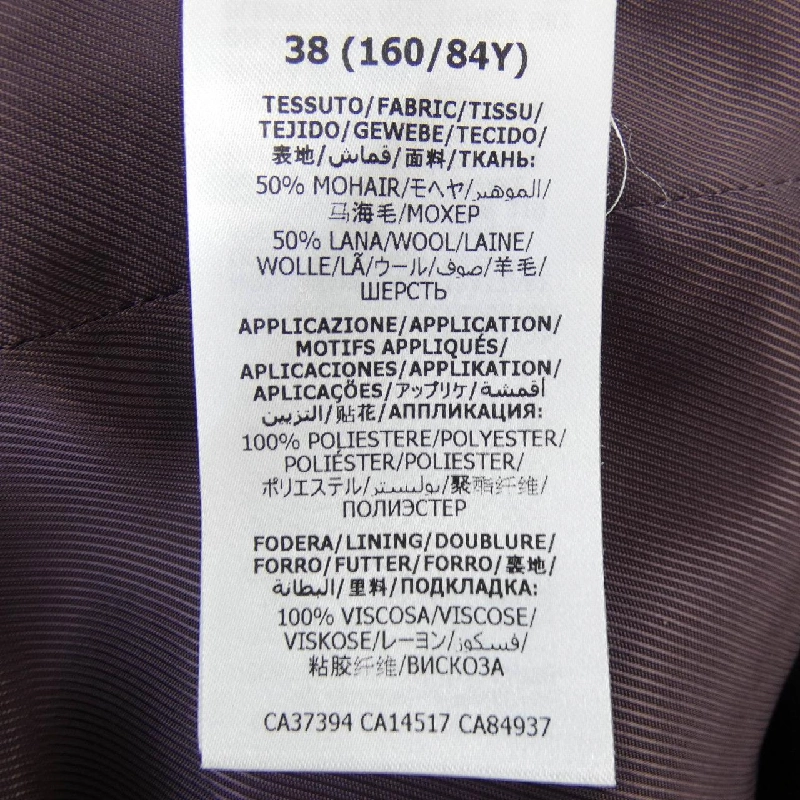 38 (160/84Y)
TESSUTO/FABRIC/TISSU/
TEJIDO/GEWEBE/TECIDO/
表地/قماش/面料/ТКАНЬ:
50% MOHAIR/モヘヤ/الموهير/
马海毛/МОХЕР
50% LANA/WOOL/LAINE/
WOLLE/LÃ/ウール/صوف/羊毛/
ШЕРСТЬ
APPLICAZIONE/APPLICATION/
MOTIFS APPLIQUÉS/
APLICACIONES/APPLIKATION/
APLICAÇÕES/アップリケ/أقمشة
التزيين/贴花/АППЛИКАЦИЯ:
100% POLIESTERE/POLYESTER/
POLIÉSTER/POLIESTER/
ポリエステル/بوليستر/聚酯纤维/
ПОЛИЭСТЕР
FODERA/LINING/DOUBLURE/
FORRO/FUTTER/FORRO/裏地/
البطانة/里料/ПОДКЛАДКА:
100% VISCOSA/VISCOSE/
VISKOSE/レーヨン/فسكوز/
粘胶纤维/ВИСКОЗА
CA37394 CA14517 CA84937